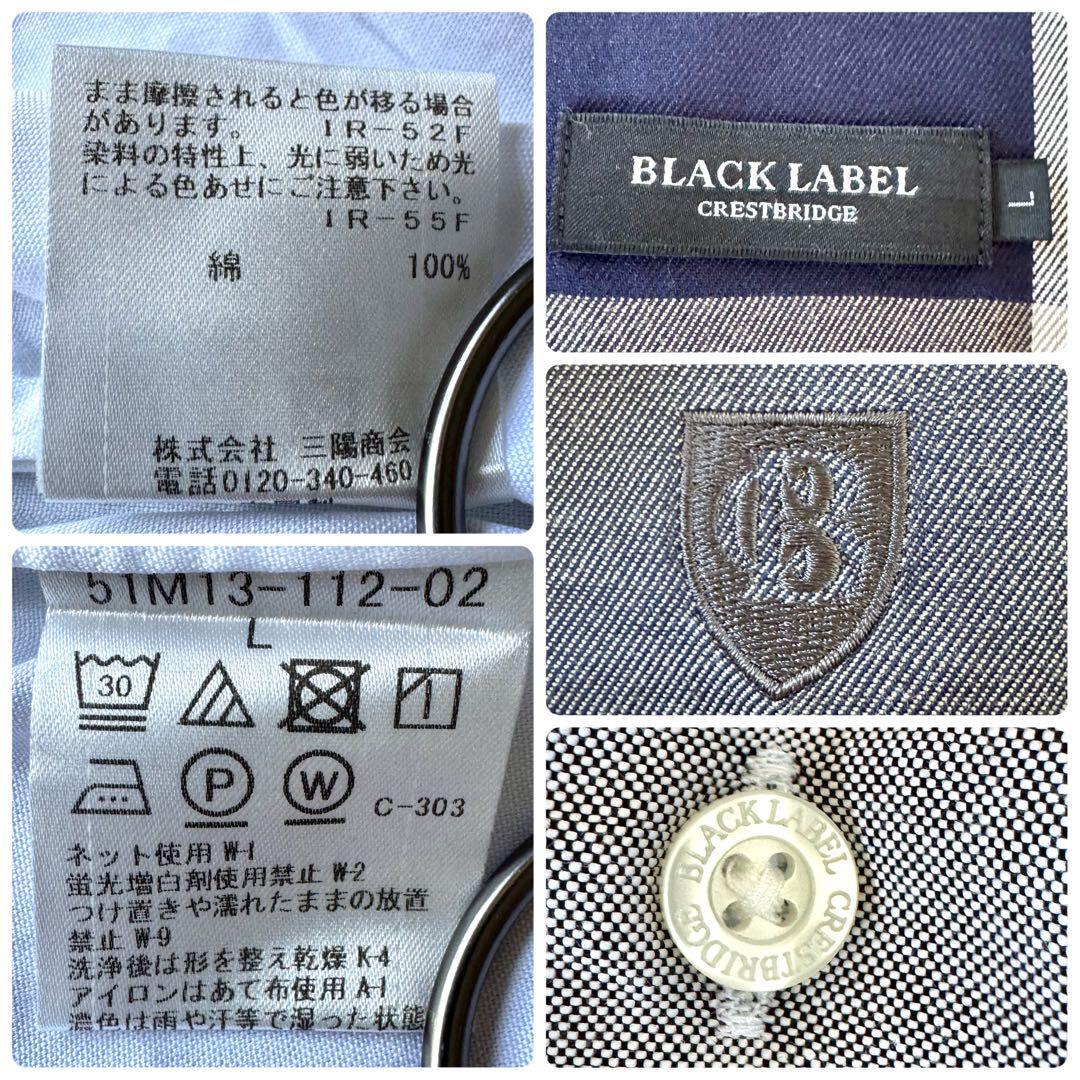 まま摩擦されると色が移る場合
があります。 IR-52F
染料の特性上、光に弱いため光
による色あせにご注意下さい。
IR-55F
綿 100%
株式会社 三陽商会
電話0120-340-460
BLACK LABEL
CRESTBRIDGE
L
CB
51M13-112-02
L
30
P
W
C-303
ネット使用 W-1
蛍光増白剤使用禁止 W-2
つけ置きや濡れたままの放置
禁止 W-9
洗浄後は形を整え乾燥 K-4
アイロンはあて布使用 A-1
濃色は雨や汗等で湿った状態
BLACK LABEL CRESTBRIDGE